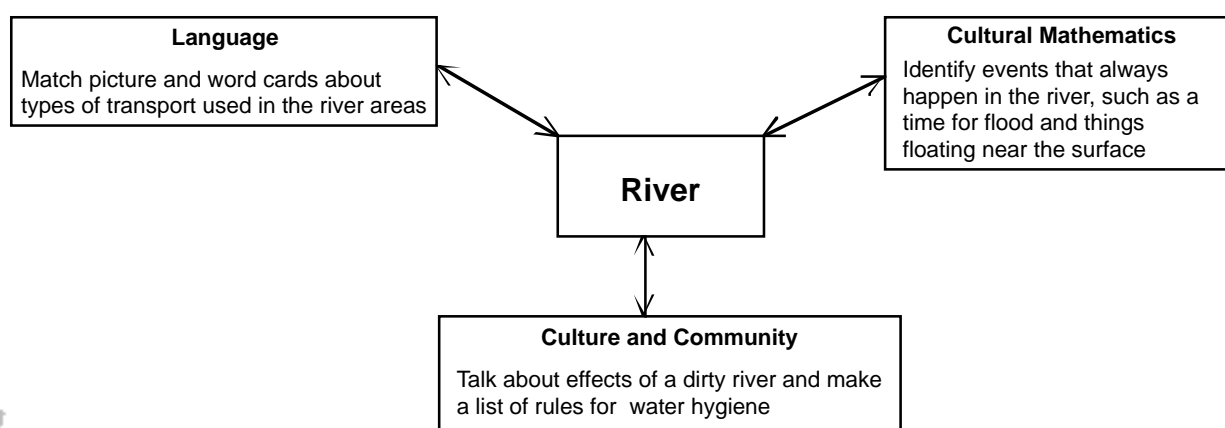 Language
Match picture and word cards about
types of transport used in the river areas
Cultural Mathematics
Identify events that always
happen in the river, such as a
time for flood and things
floating near the surface
River
Culture and Community
Talk about effects of a dirty river and make
a list of rules for  water hygiene